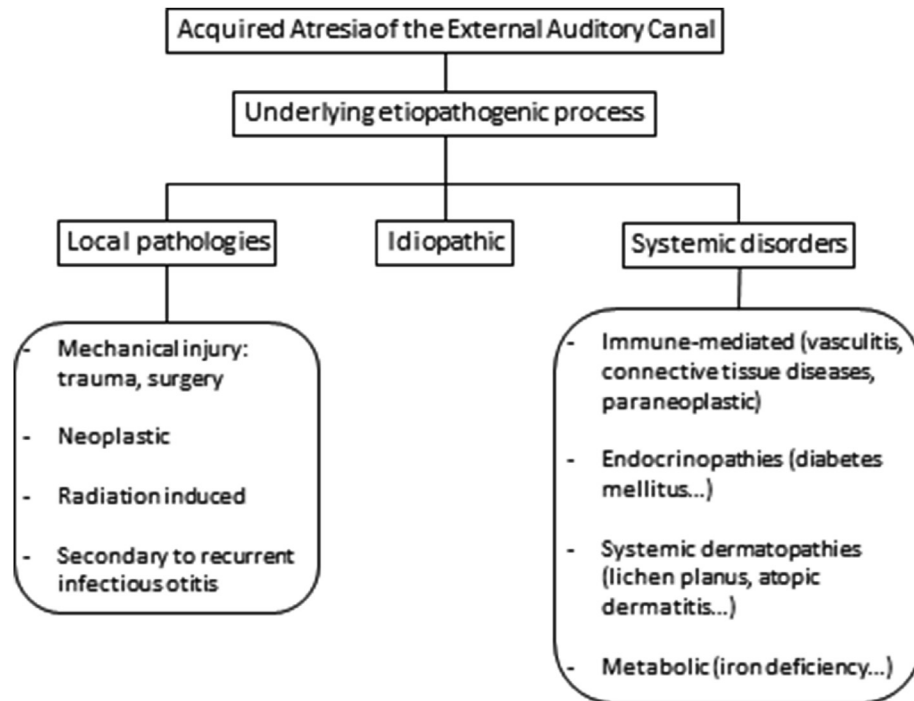 Acquired Atresia of the External Auditory Canal
Underlying etiopathogenic process
Local pathologies
Idiopathic
Systemic disorders
- Mechanical injury:
trauma, surgery
- Neoplastic
- Radiation induced
- Secondary to recurrent
infectious otitis
- Immune-mediated (vasculitis,
connective tissue diseases,
paraneoplastic)
- Endocrinopathies (diabetes
mellitus...)
- Systemic dermatopathies
(lichen planus, atopic
dermatitis...)
- Metabolic (iron deficiency...)